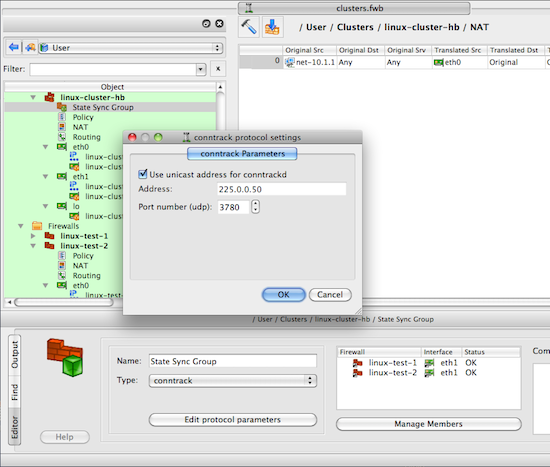 clusters.fwb
/ User / Clusters / linux-cluster-hb / NAT
User
Filter:
x
Object
linux-cluster-hb
State Sync Group
Policy
NAT
Routing
eth0
linux-clus
linux-clus
eth1
linux-clus
linux-clus
lo
linux-clus
Firewalls
linux-test-1
linux-test-2
Policy
NAT
Routing
eth0
linux-test-
Original Src Original Dst Original Srv Translated Src Translated Dst T
0 net-10.1.1 Any Any eth0 Original
conntrack protocol settings
conntrack Parameters
Use unicast address for conntrackd
Address: 225.0.0.50
Port number (udp): 3780
OK Cancel
/ User / Clusters / linux-cluster-hb / State Sync Group
Output
Find
Editor
Help
Name: State Sync Group
Type: conntrack
Edit protocol parameters
Firewall Interface Status
linux-test-1 eth1 OK
linux-test-2 eth1 OK
Manage Members
Com